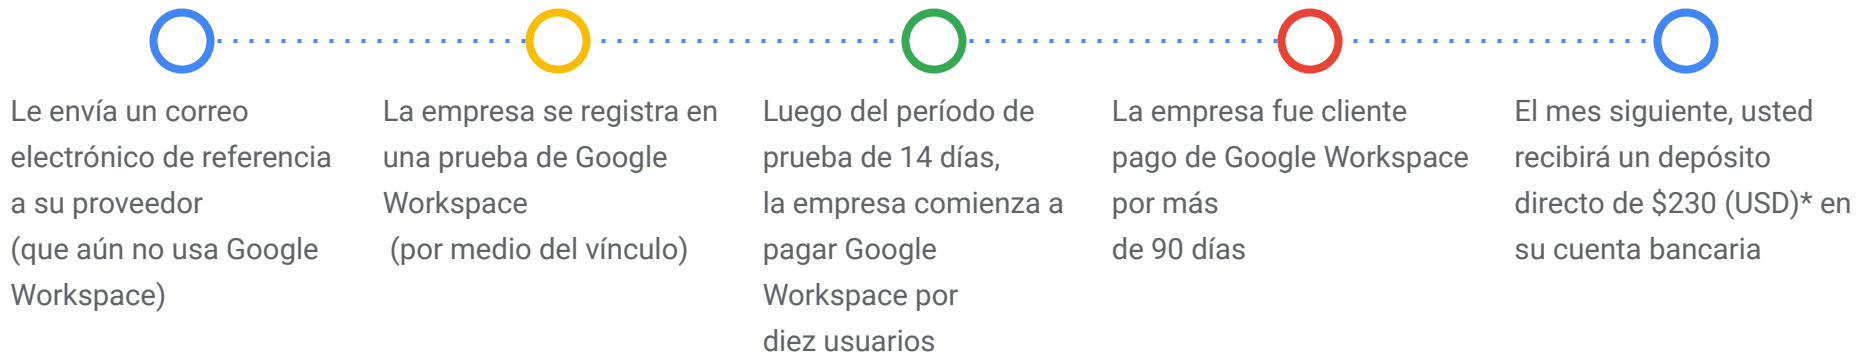 Le envía un correo
electrónico de referencia
a su proveedor
(que aún no usa Google
Workspace)
La empresa se registra en
una prueba de Google
Workspace
(por medio del vínculo)
Luego del período de
prueba de 14 días,
la empresa comienza a
pagar Google
Workspace por
diez usuarios
La empresa fue cliente
pago de Google Workspace
por más
de 90 días
El mes siguiente, usted
recibirá un depósito
directo de $230 (USD)* en
su cuenta bancaria